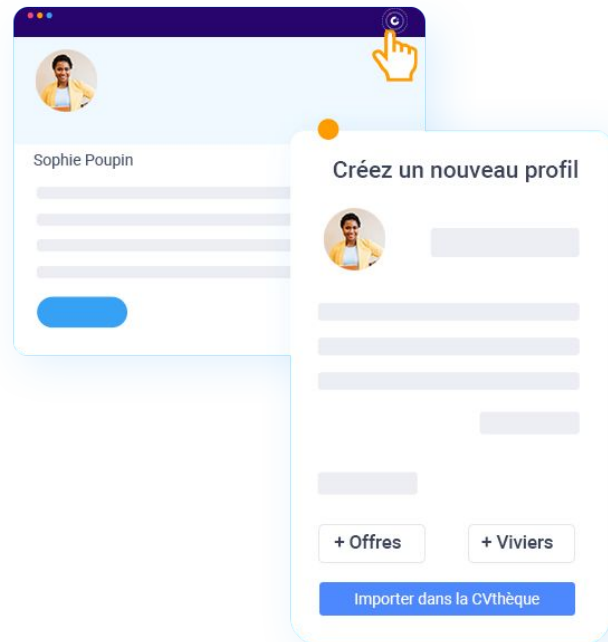 Sophie Poupin
Créez un nouveau profil
+ Offres
+ Viviers
Importer dans la CVthèque